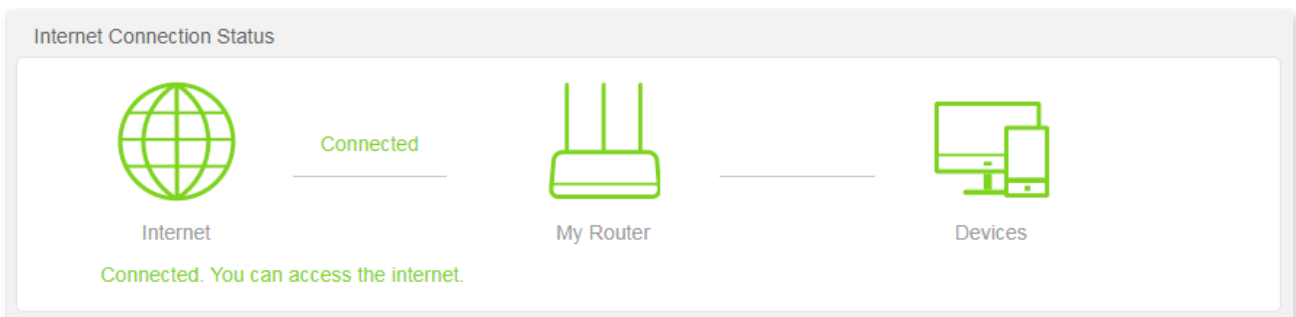 Internet Connection Status
Connected
Internet
My Router
Devices
Connected. You can access the internet.